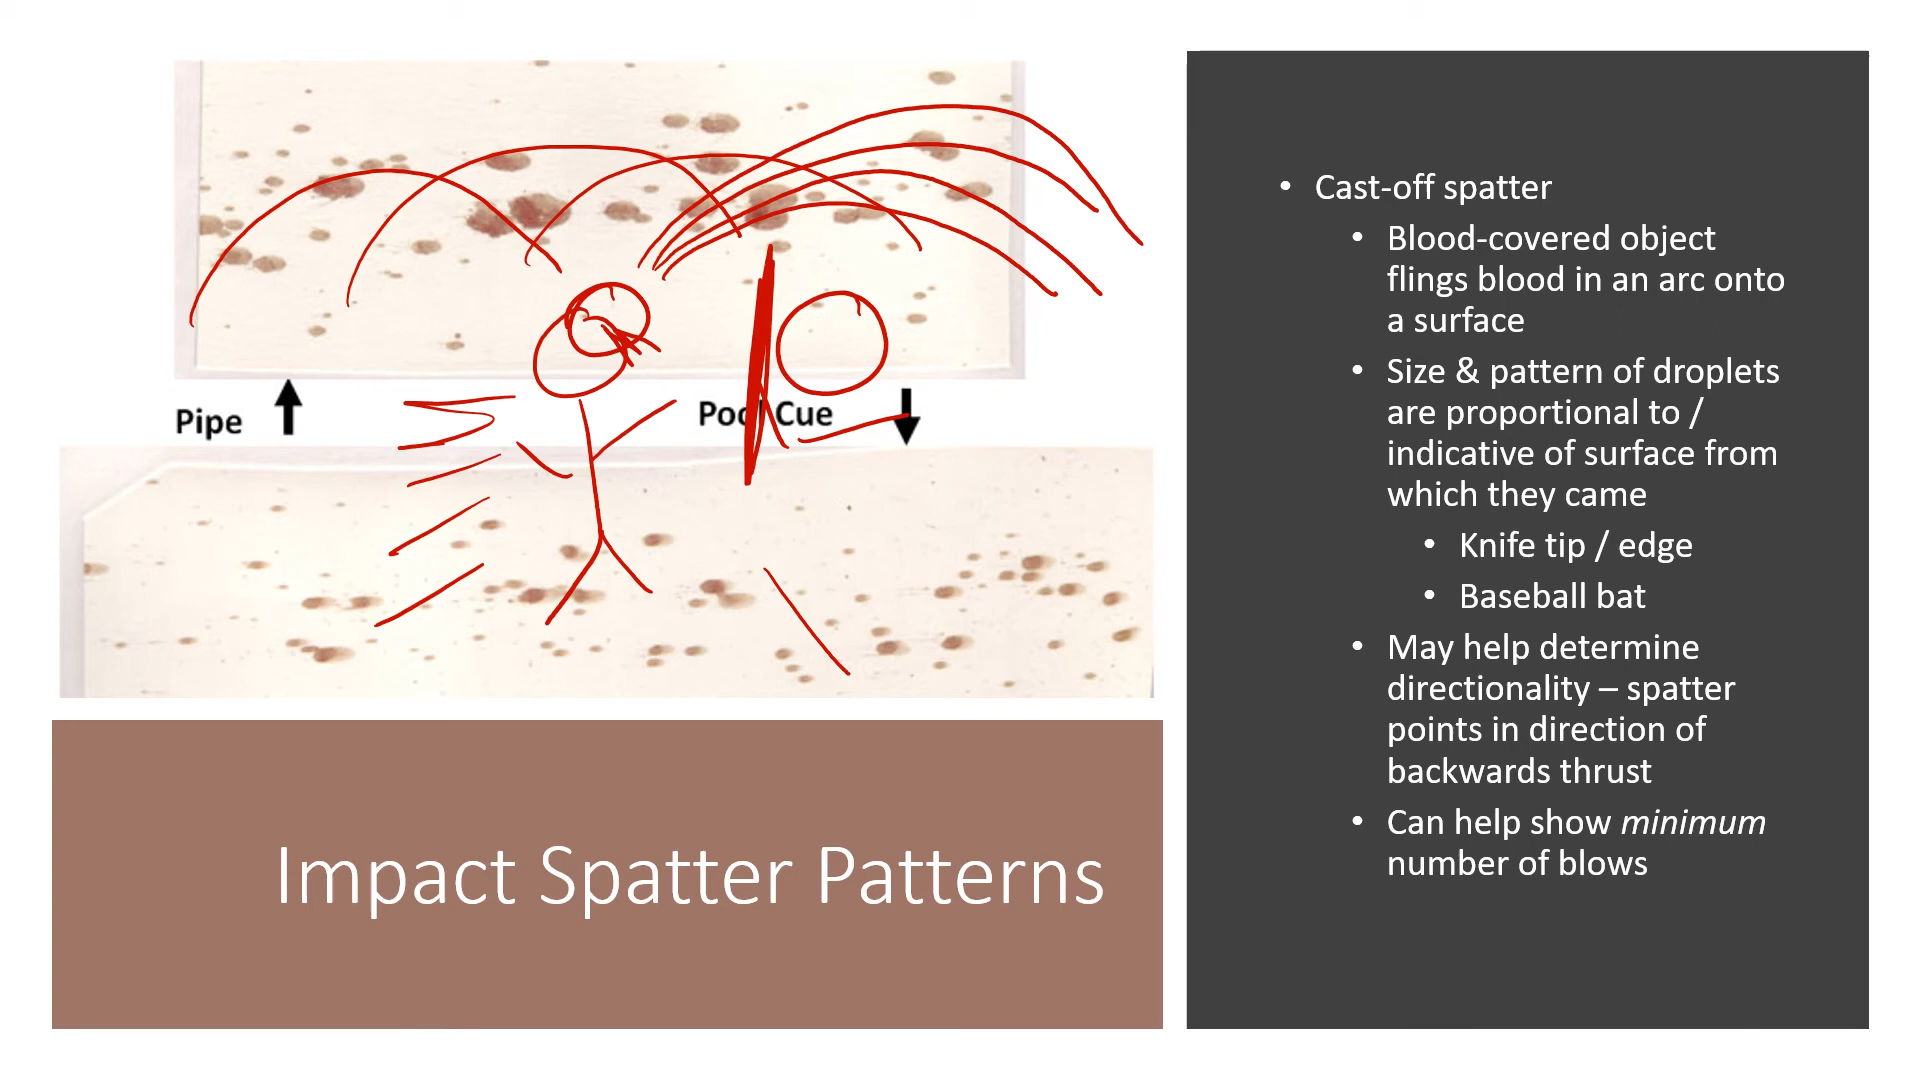 Pipe
Pool Cue
Impact Spatter Patterns
• Cast-off spatter
• Blood-covered object
flings blood in an arc onto
a surface
• Size & pattern of droplets
are proportional to /
indicative of surface from
which they came
• Knife tip / edge
• Baseball bat
• May help determine
directionality – spatter
points in direction of
backwards thrust
• Can help show minimum
number of blows